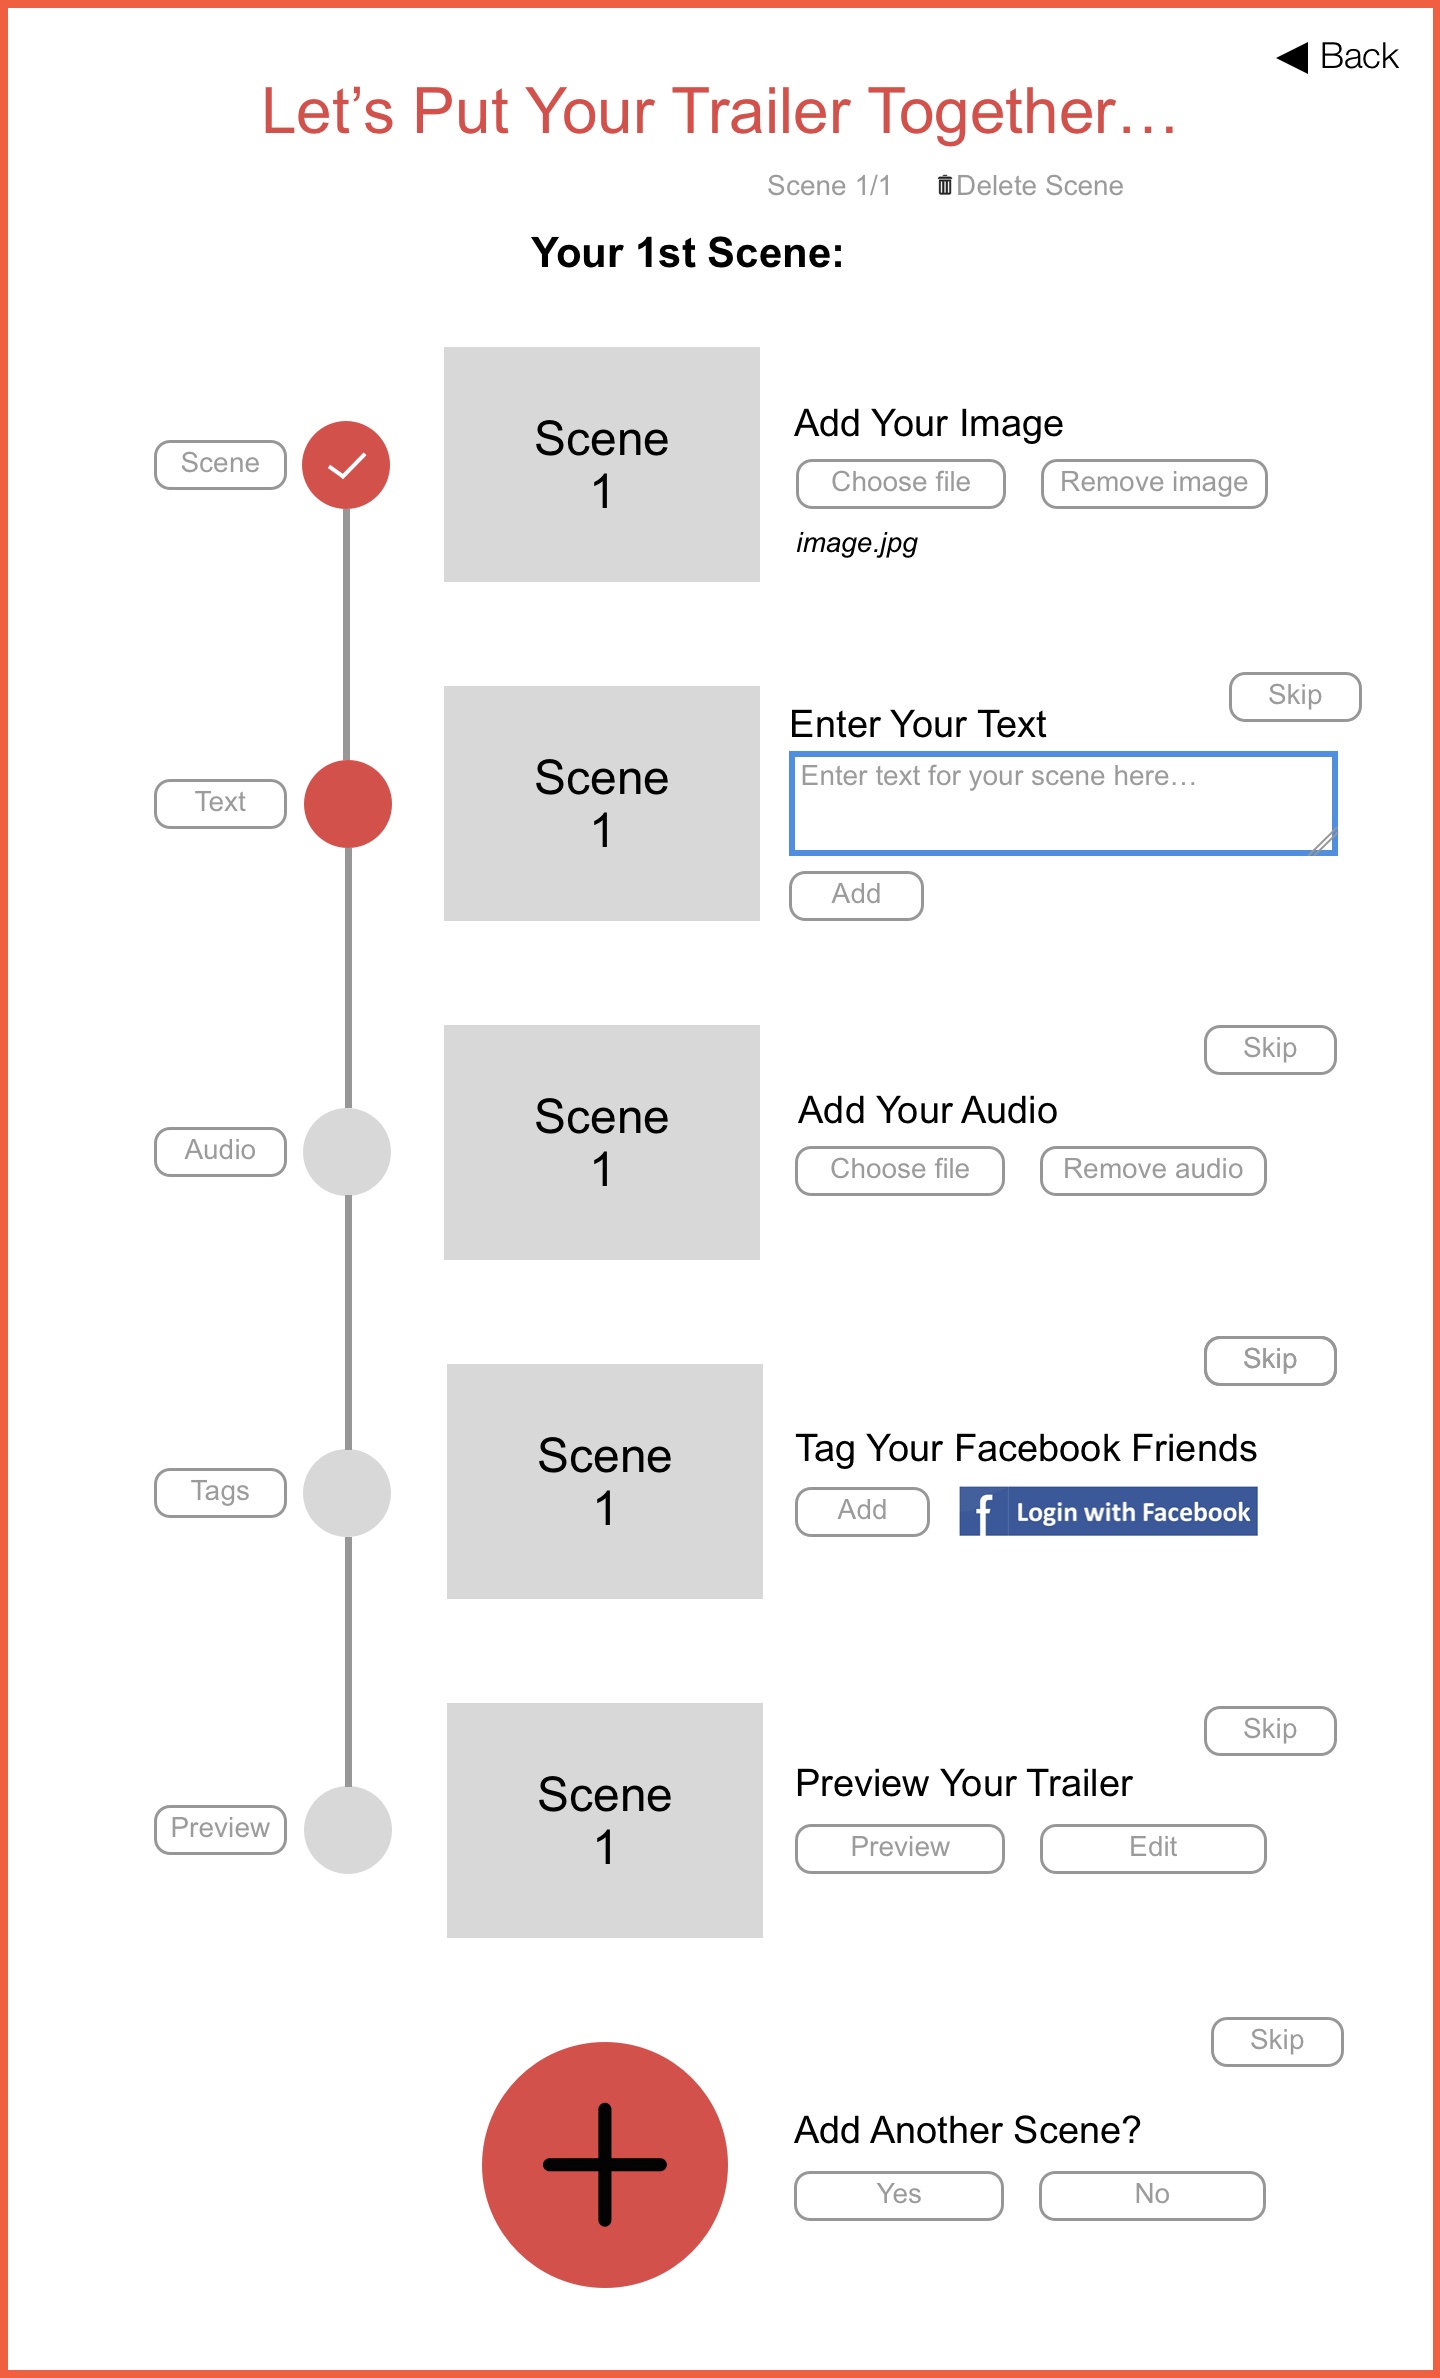 Back
Let’s Put Your Trailer Together…
Scene 1/1 Delete Scene
Your 1st Scene:
Scene
Scene
1
Add Your Image
Choose file Remove image
image.jpg
Text
Scene
1
Skip
Enter Your Text
Enter text for your scene here…
Add
Audio
Scene
1
Skip
Add Your Audio
Choose file Remove audio
Tags
Scene
1
Skip
Tag Your Facebook Friends
Add f Login with Facebook
Preview
Scene
1
Skip
Preview Your Trailer
Preview Edit
Skip
Add Another Scene?
Yes No